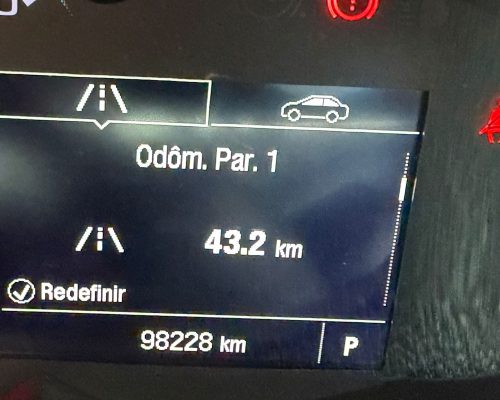 Odôm. Par. 1
43.2 km
Redefinir
98228 km P